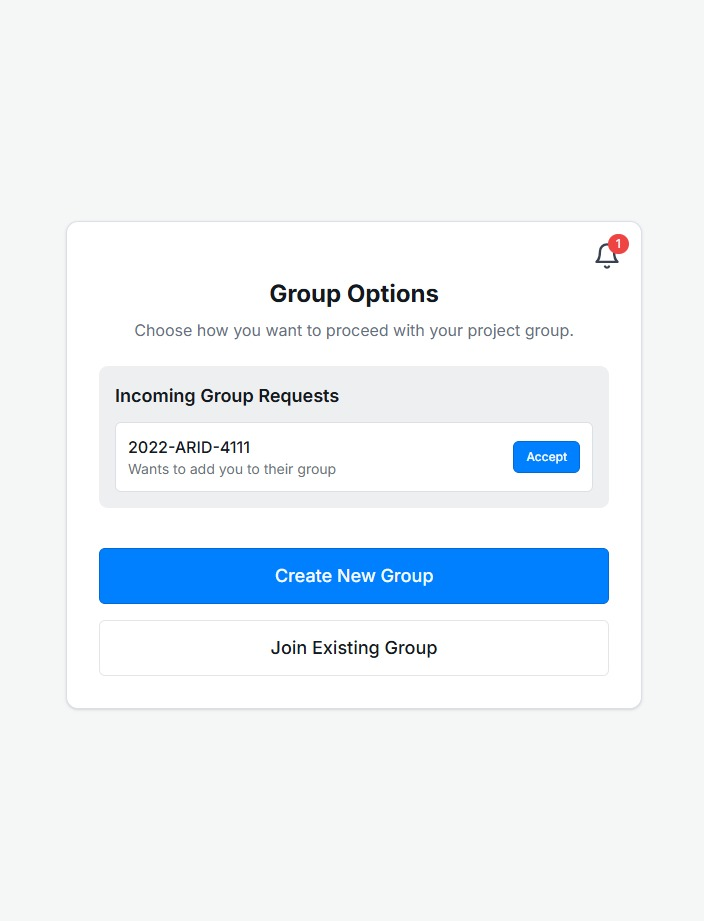 1
Group Options
Choose how you want to proceed with your project group.
Incoming Group Requests
2022-ARID-4111
Wants to add you to their group
Accept
Create New Group
Join Existing Group